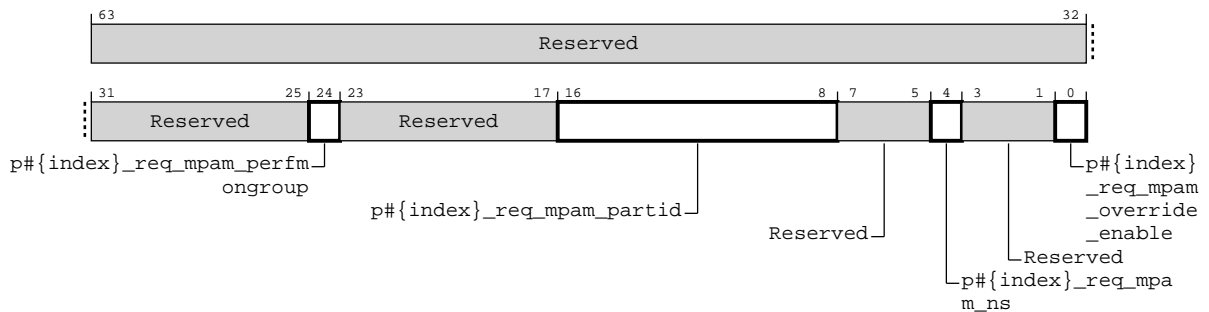 63 32
Reserved
31 25 24 23 17 16 8 7 5 4 3 1 0
Reserved Reserved
p#{index}_req_mpam_perfm
ongroup
p#{index}_req_mpam_partid
Reserved
p#{index}_req_mpa
m_ns
Reserved
p#{index}
_req_mpam
_override
_enable